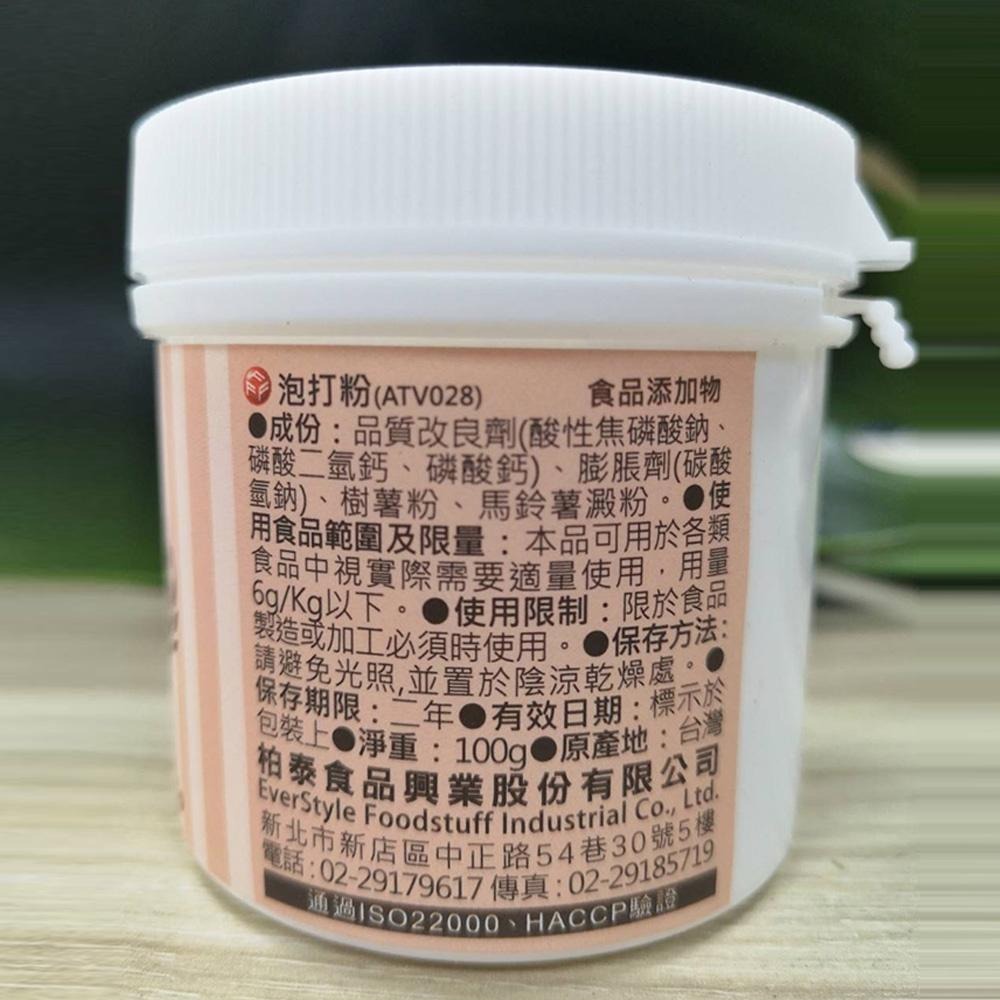 泡打粉(ATV028) 食品添加物
●成份：品質改良劑(酸性焦磷酸鈉、
磷酸二氫鈣、磷酸鈣)、膨脹劑(碳酸
氫鈉)、樹薯粉、馬鈴薯澱粉。●使
用食品範圍及限量：本品可用於各類
食品中視實際需要適量使用，用量
6g/Kg以下。●使用限制：限於食品
製造或加工必須時使用。●保存方法：
請避免光照,並置於陰涼乾燥處。●
保存期限：二年●有效日期：標示於
包裝上●淨重：100g●原產地：台灣
柏泰食品興業股份有限公司
EverStyle Foodstuff Industrial Co., Ltd.
新北市新店區中正路54巷30號5樓
電話：02-29179617 傳真：02-29185719
通過ISO22000、HACCP驗證